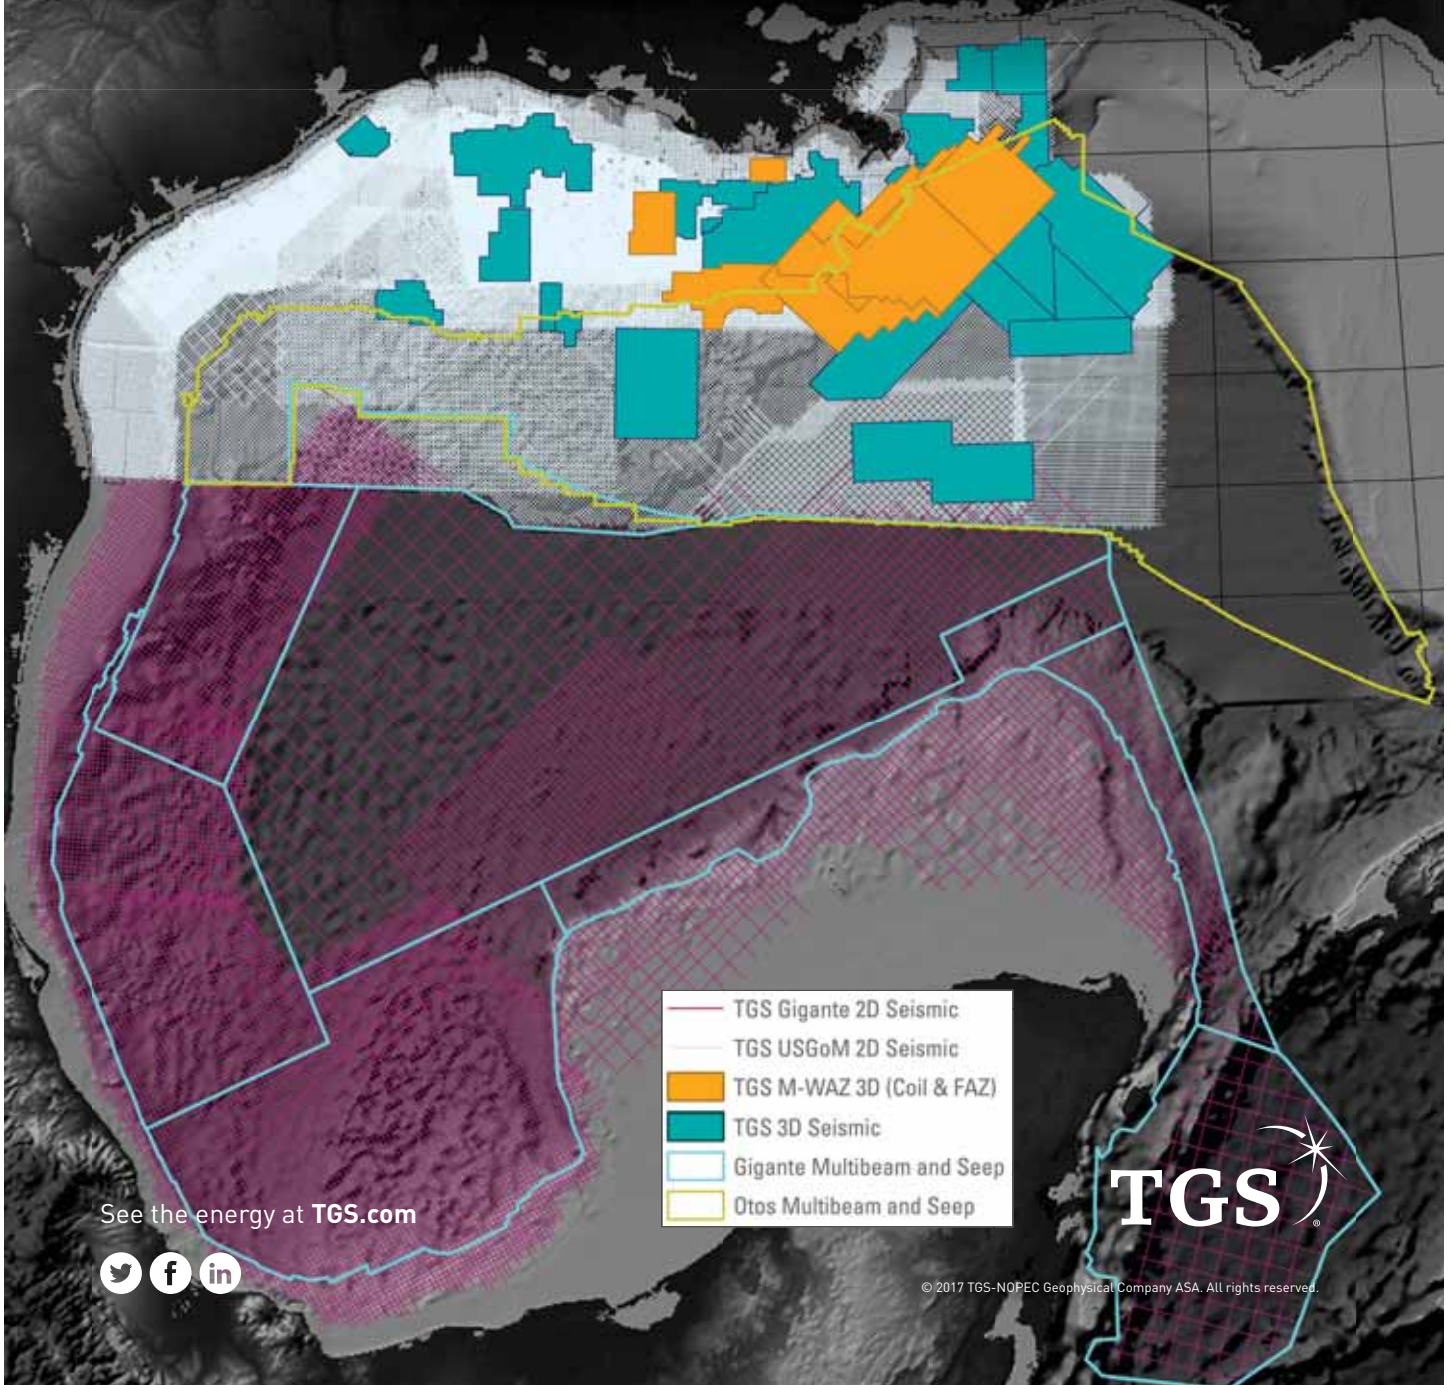 TGS Gigante 2D Seismic
TGS USGoM 2D Seismic
TGS M-WAZ 3D (Coil & FAZ)
TGS 3D Seismic
Gigante Multibeam and Seep
Otos Multibeam and Seep
TGS
®
See the energy at TGS.com
f
in
© 2017 TGS-NOPEC Geophysical Company ASA. All rights reserved.